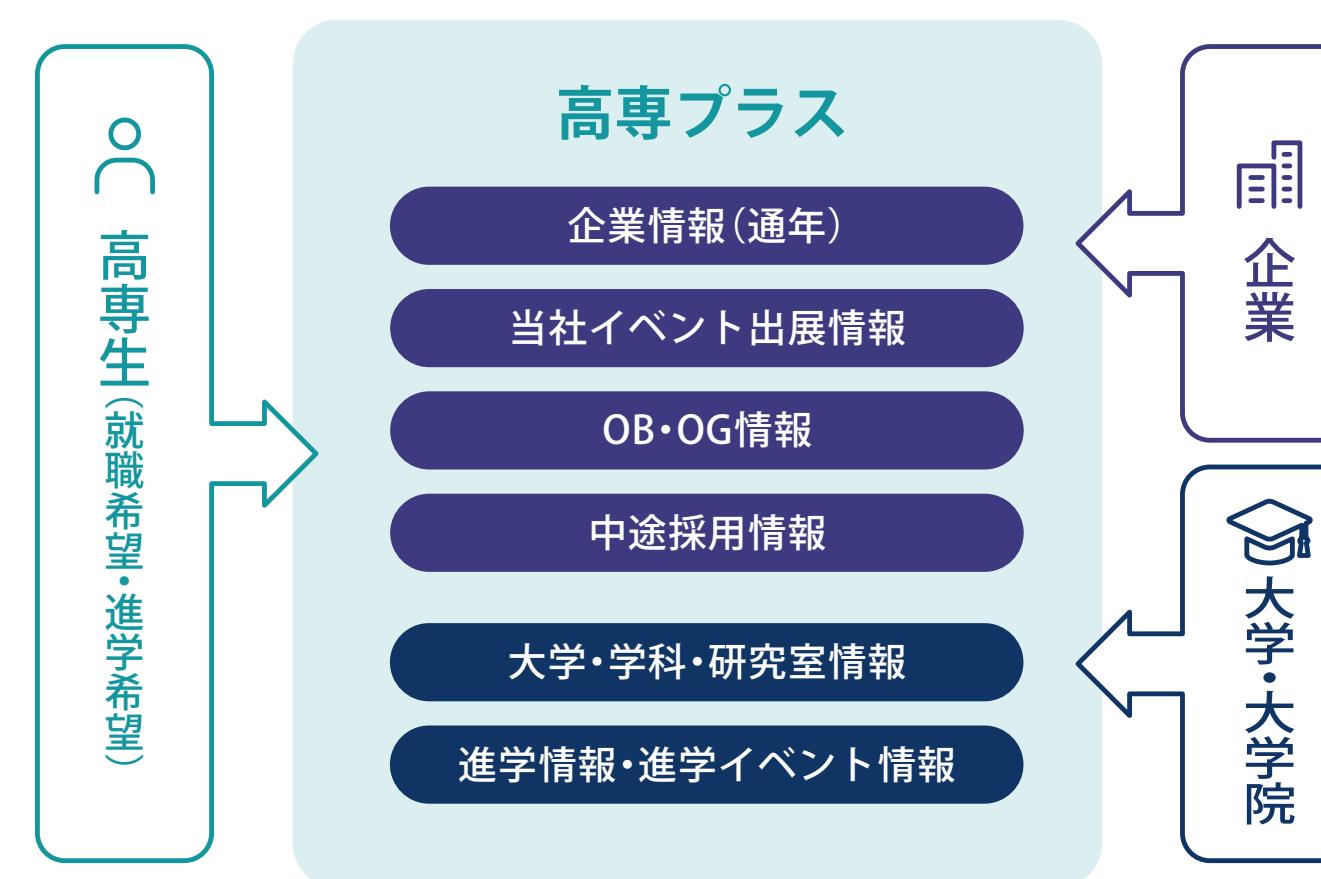 高専生（就職希望・進学希望）
高専プラス
企業情報（通年）
当社イベント出展情報
OB・OG情報
中途採用情報
大学・学科・研究室情報
進学情報・進学イベント情報
企業
大学・大学院